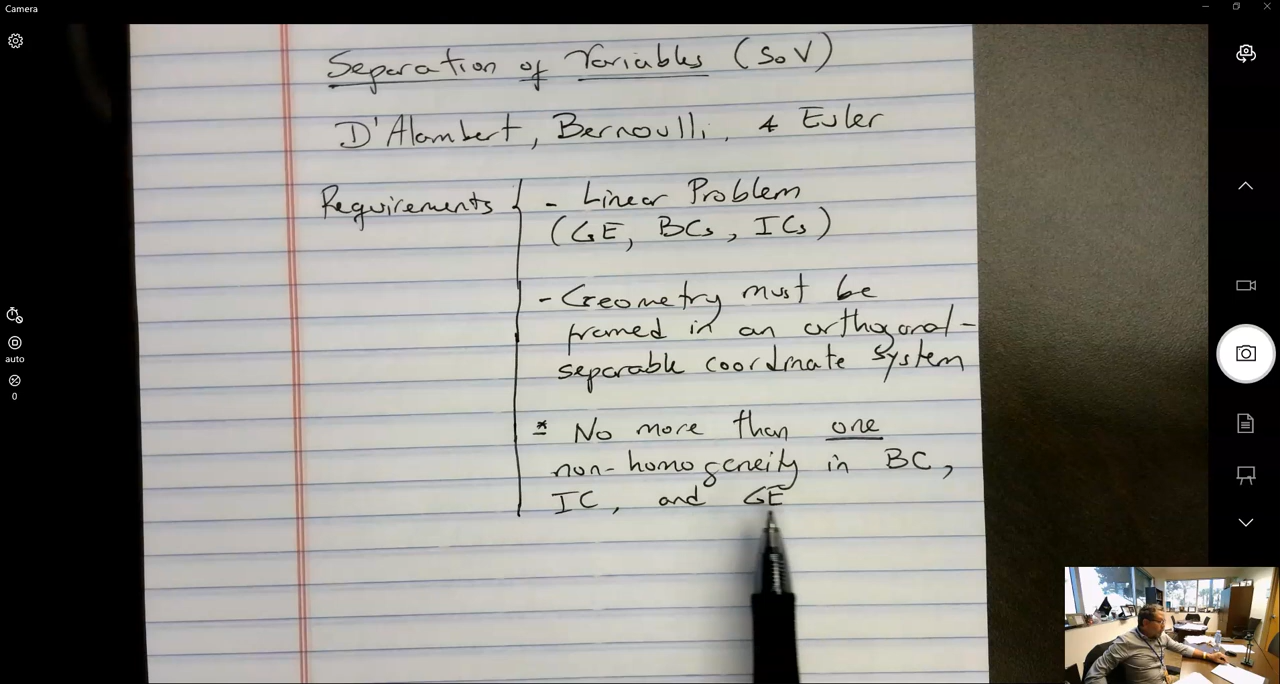 Camera
Separation of Variables (SoV)
D'Alambert, Bernoulli, & Euler
Requirements { - Linear Problem
(GE, BCs, ICs)
- Geometry must be
framed in an orthogonal-
separable coordinate system
* No more than one
non-homogeneity in BC,
IC, and GE
auto
0